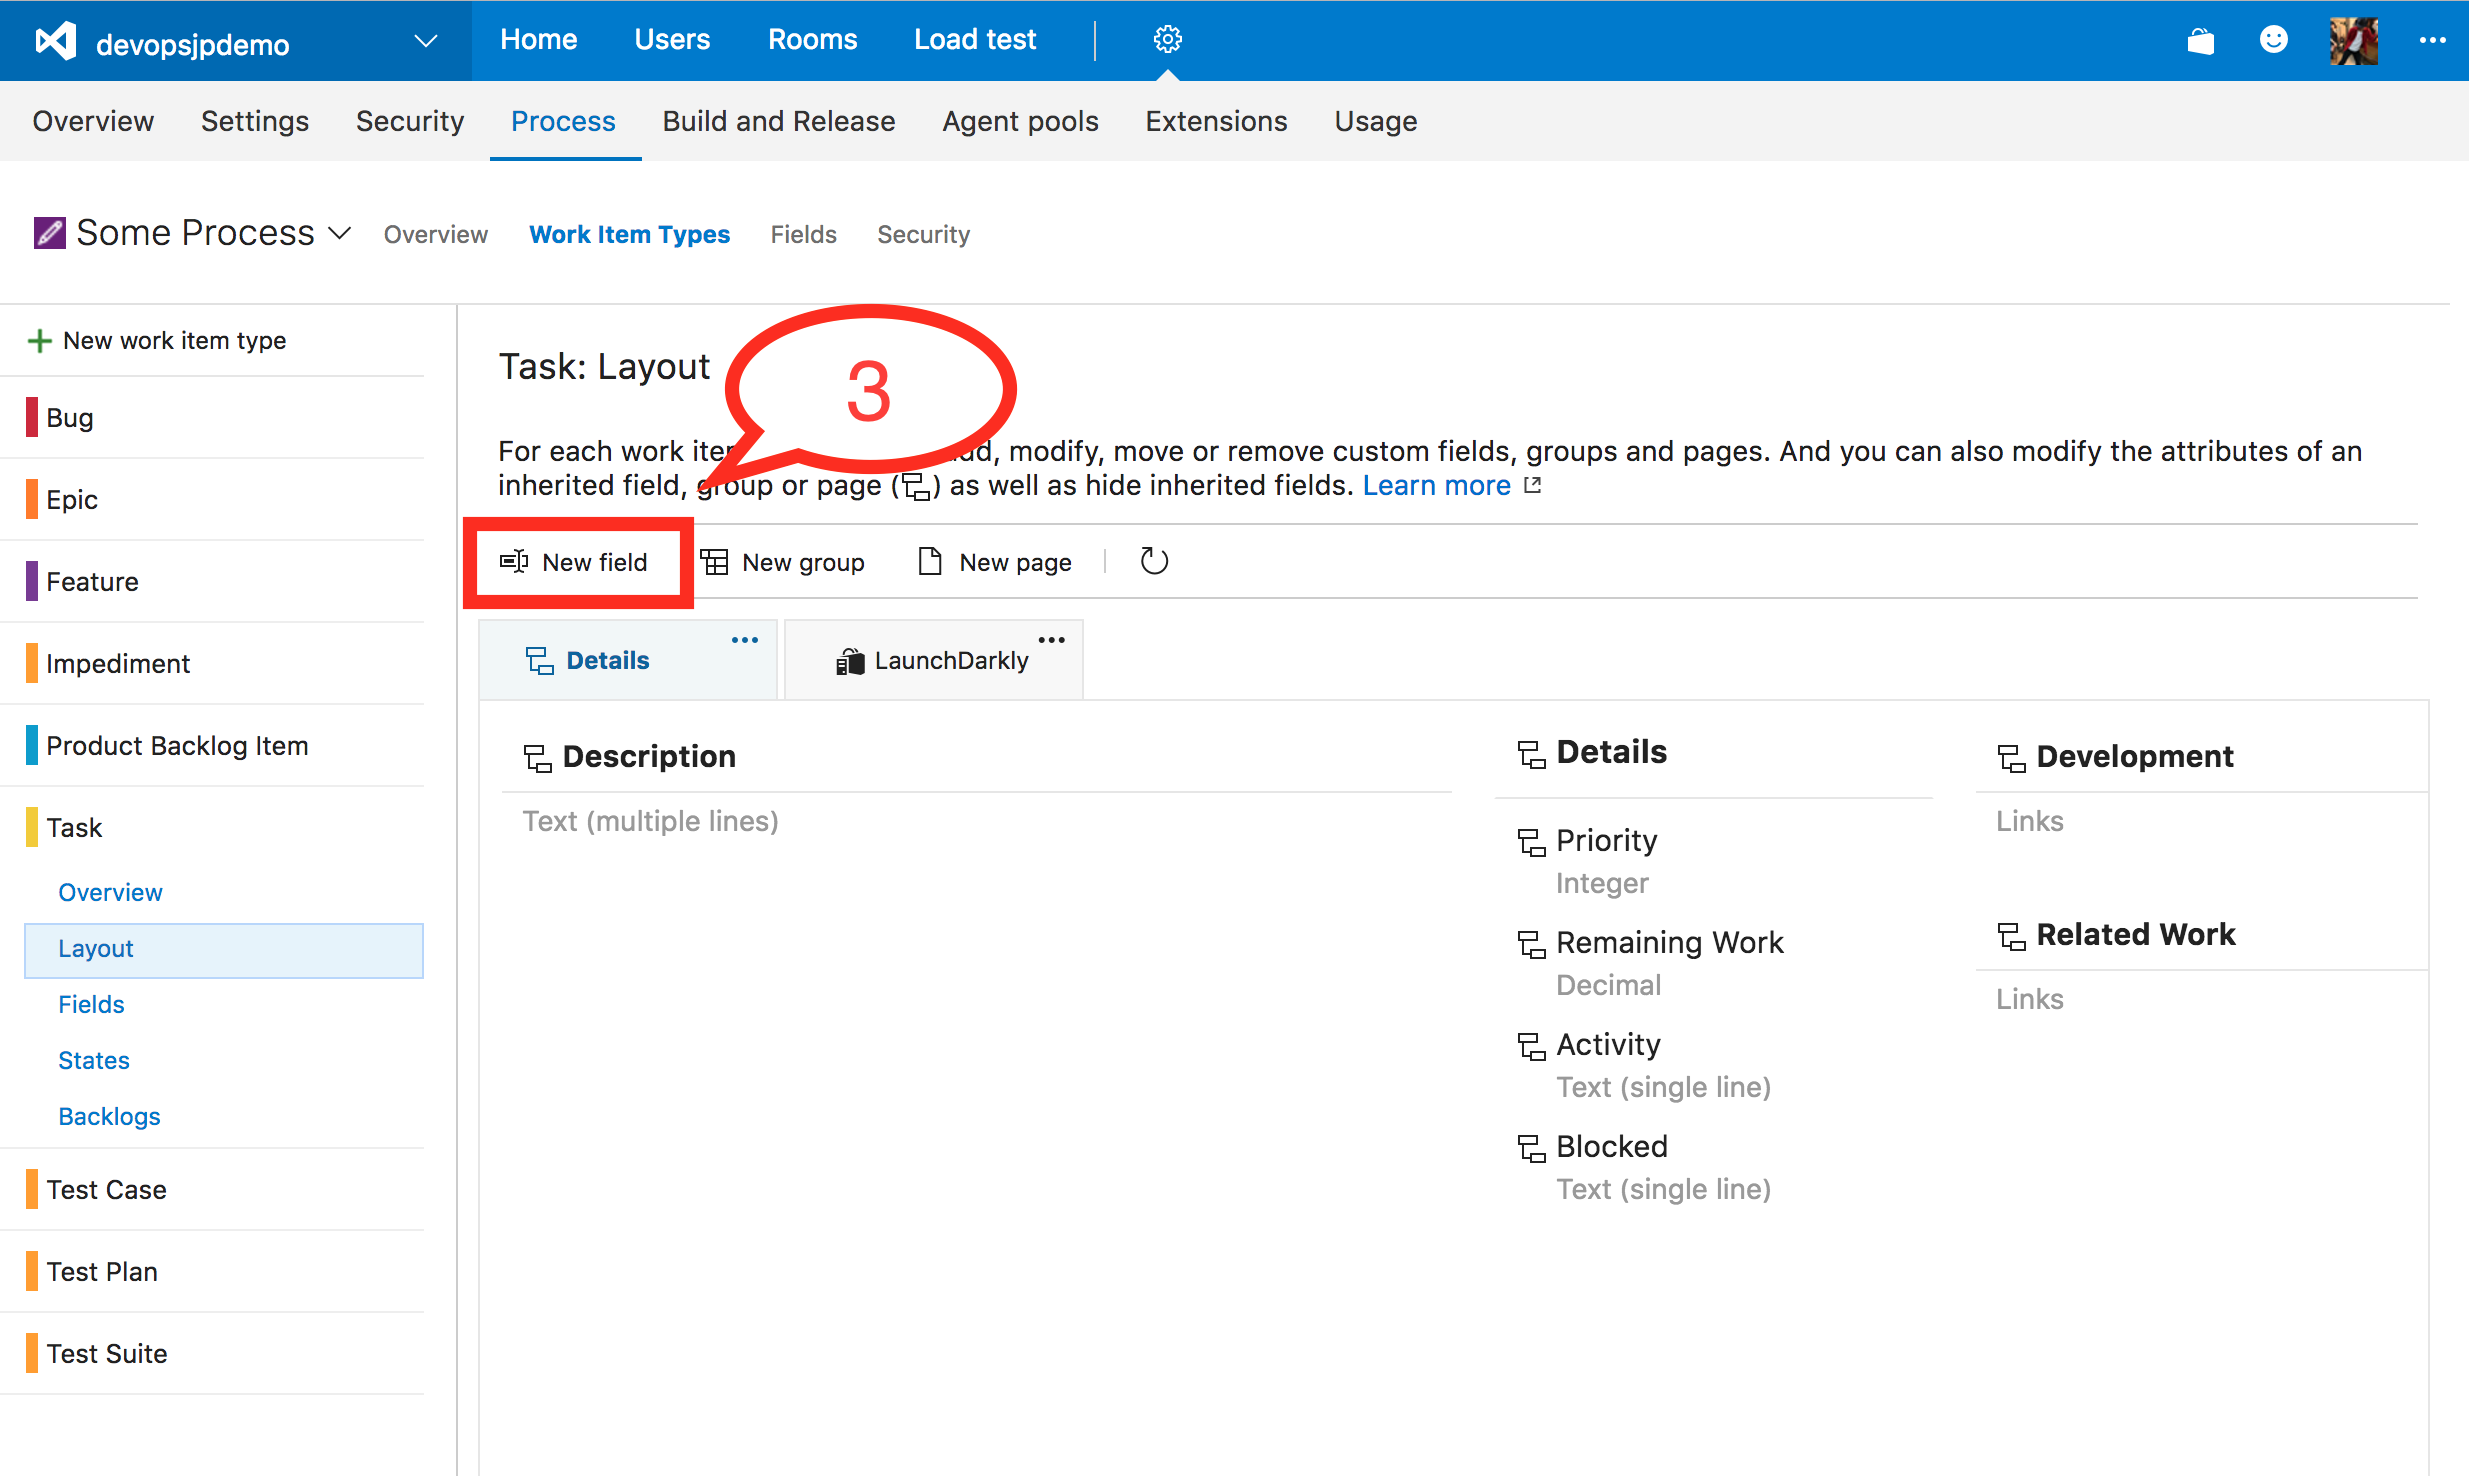 devopsjpdemo Home Users Rooms Load test
Overview Settings Security Process Build and Release Agent pools Extensions Usage
Some Process Overview Work Item Types Fields Security
New work item type
Bug
Epic
Feature
Impediment
Product Backlog Item
Task
Overview
Layout
Fields
States
Backlogs
Test Case
Test Plan
Test Suite
Task: Layout
3
For each work , modify, move or remove custom fields, groups and pages. And you can also modify the attributes of an
inherited field, group or page ( ) as well as hide inherited fields. Learn more
New field New group New page
Details LaunchDarkly
Description
Text (multiple lines)
Details
Priority
Integer
Remaining Work
Decimal
Activity
Text (single line)
Blocked
Text (single line)
Development
Links
Related Work
Links